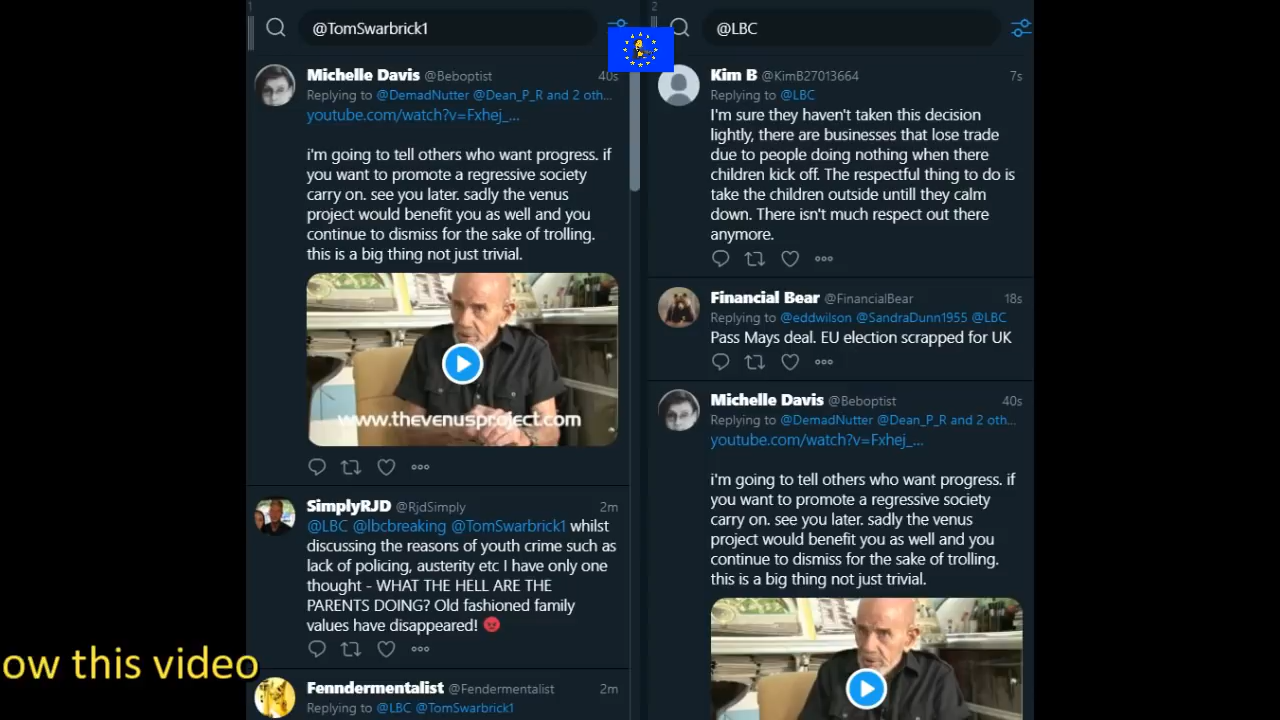 1
@TomSwarbrick1
Michelle Davis @Beboptist 40s
Replying to @DemadNutter @Dean_P_R and 2 oth...
youtube.com/watch?v=Fxhej_...
i'm going to tell others who want progress. if
you want to promote a regressive society
carry on. see you later. sadly the venus
project would benefit you as well and you
continue to dismiss for the sake of trolling.
this is a big thing not just trivial.
www.thevenusproject.com
SimplyRJD @RjdSimply 2m
@LBC @lbcbreaking @TomSwarbrick1 whilst
discussing the reasons of youth crime such as
lack of policing, austerity etc I have only one
thought - WHAT THE HELL ARE THE
PARENTS DOING? Old fashioned family
values have disappeared! 😡
Fenndermentalist @Fendermentalist 2m
Replying to @LBC @TomSwarbrick1
2
@LBC
Kim B @KimB27013664 7s
Replying to @LBC
I'm sure they haven't taken this decision
lightly, there are businesses that lose trade
due to people doing nothing when there
children kick off. The respectful thing to do is
take the children outside untill they calm
down. There isn't much respect out there
anymore.
Financial Bear @FinancialBear 18s
Replying to @eddwilson @SandraDunn1955 @LBC
Pass Mays deal. EU election scrapped for UK
Michelle Davis @Beboptist 40s
Replying to @DemadNutter @Dean_P_R and 2 oth...
youtube.com/watch?v=Fxhej_...
i'm going to tell others who want progress. if
you want to promote a regressive society
carry on. see you later. sadly the venus
project would benefit you as well and you
continue to dismiss for the sake of trolling.
this is a big thing not just trivial.
ow this video